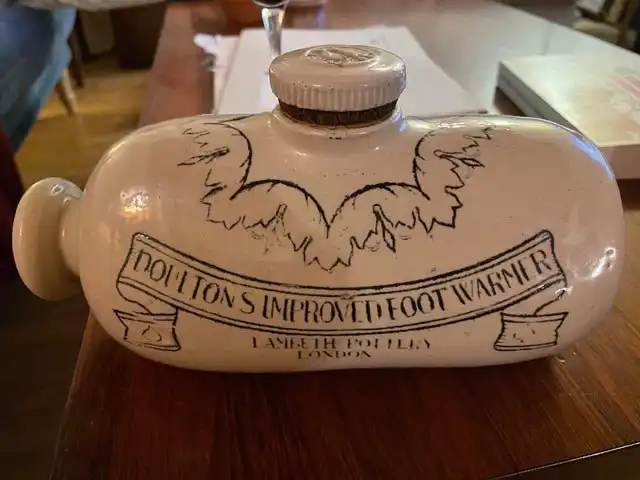 DOULTON S IMPROVED FOOT WARMER
LAMBETH POTTERY
LONDON